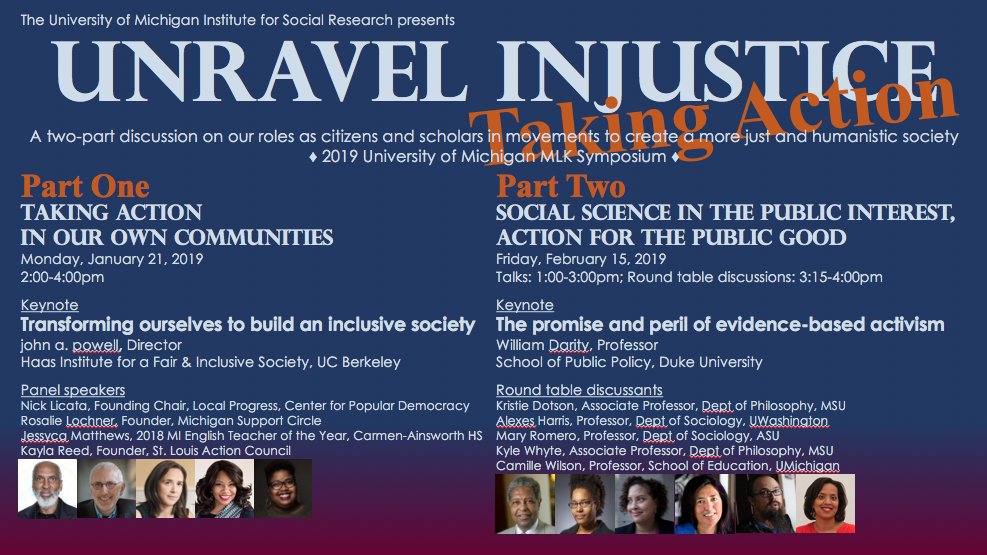 The University of Michigan Institute for Social Research presents
UNRAVEL INJUSTICE
Taking Action
A two-part discussion on our roles as citizens and scholars in movements to create a more just and humanistic society
♦ 2019 University of Michigan MLK Symposium ♦
Part One
TAKING ACTION
IN OUR OWN COMMUNITIES
Monday, January 21, 2019
2:00-4:00pm
Keynote
Transforming ourselves to build an inclusive society
john a. powell, Director
Haas Institute for a Fair & Inclusive Society, UC Berkeley
Panel speakers
Nick Licata, Founding Chair, Local Progress, Center for Popular Democracy
Rosalie Lochner, Founder, Michigan Support Circle
Jessyca Matthews, 2018 MI English Teacher of the Year, Carmen-Ainsworth HS
Kayla Reed, Founder, St. Louis Action Council
Part Two
SOCIAL SCIENCE IN THE PUBLIC INTEREST,
ACTION FOR THE PUBLIC GOOD
Friday, February 15, 2019
Talks: 1:00-3:00pm; Round table discussions: 3:15-4:00pm
Keynote
The promise and peril of evidence-based activism
William Darity, Professor
School of Public Policy, Duke University
Round table discussants
Kristie Dotson, Associate Professor, Dept of Philosophy, MSU
Alexes Harris, Professor, Dept of Sociology, UWashington
Mary Romero, Professor, Dept of Sociology, ASU
Kyle Whyte, Associate Professor, Dept of Philosophy, MSU
Camille Wilson, Professor, School of Education, UMichigan